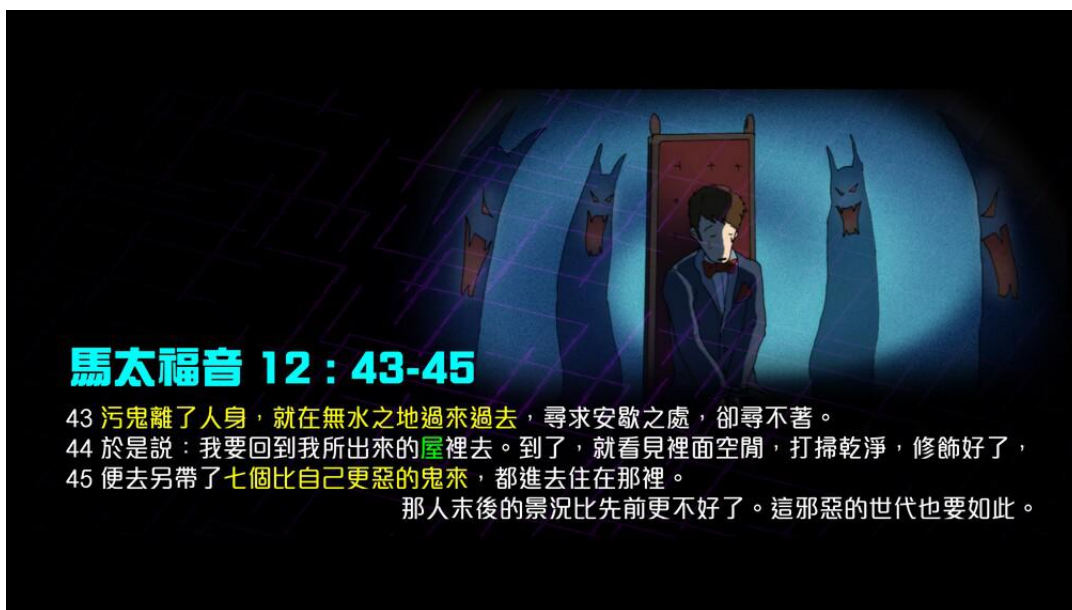 馬太福音 12：43-45
43 污鬼離了人身，就在無水之地過來過去，尋求安歇之處，卻尋不著。
44 於是説：我要回到我所出來的屋裡去。到了，就看見裡面空閒，打掃乾淨，修飾好了，
45 便去另帶了七個比自己更惡的鬼來，都進去住在那裡。
那人末後的景況比先前更不好了。這邪惡的世代也要如此。